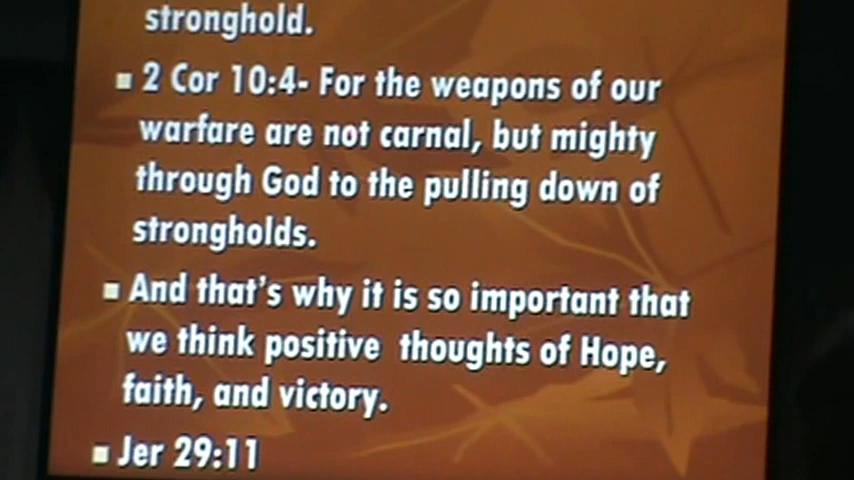 stronghold.
▪ 2 Cor 10:4- For the weapons of our
warfare are not carnal, but mighty
through God to the pulling down of
strongholds.
▪ And that's why it is so important that
we think positive thoughts of Hope,
faith, and victory.
▪ Jer 29:11